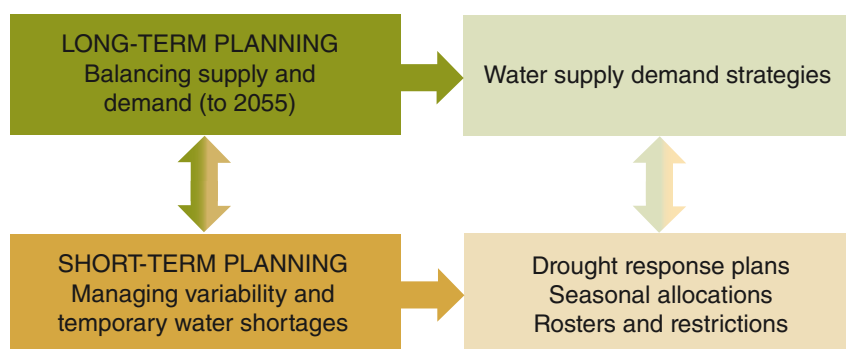 LONG-TERM PLANNING
Balancing supply and
demand (to 2055)
Water supply demand strategies
SHORT-TERM PLANNING
Managing variability and
temporary water shortages
Drought response plans
Seasonal allocations
Rosters and restrictions